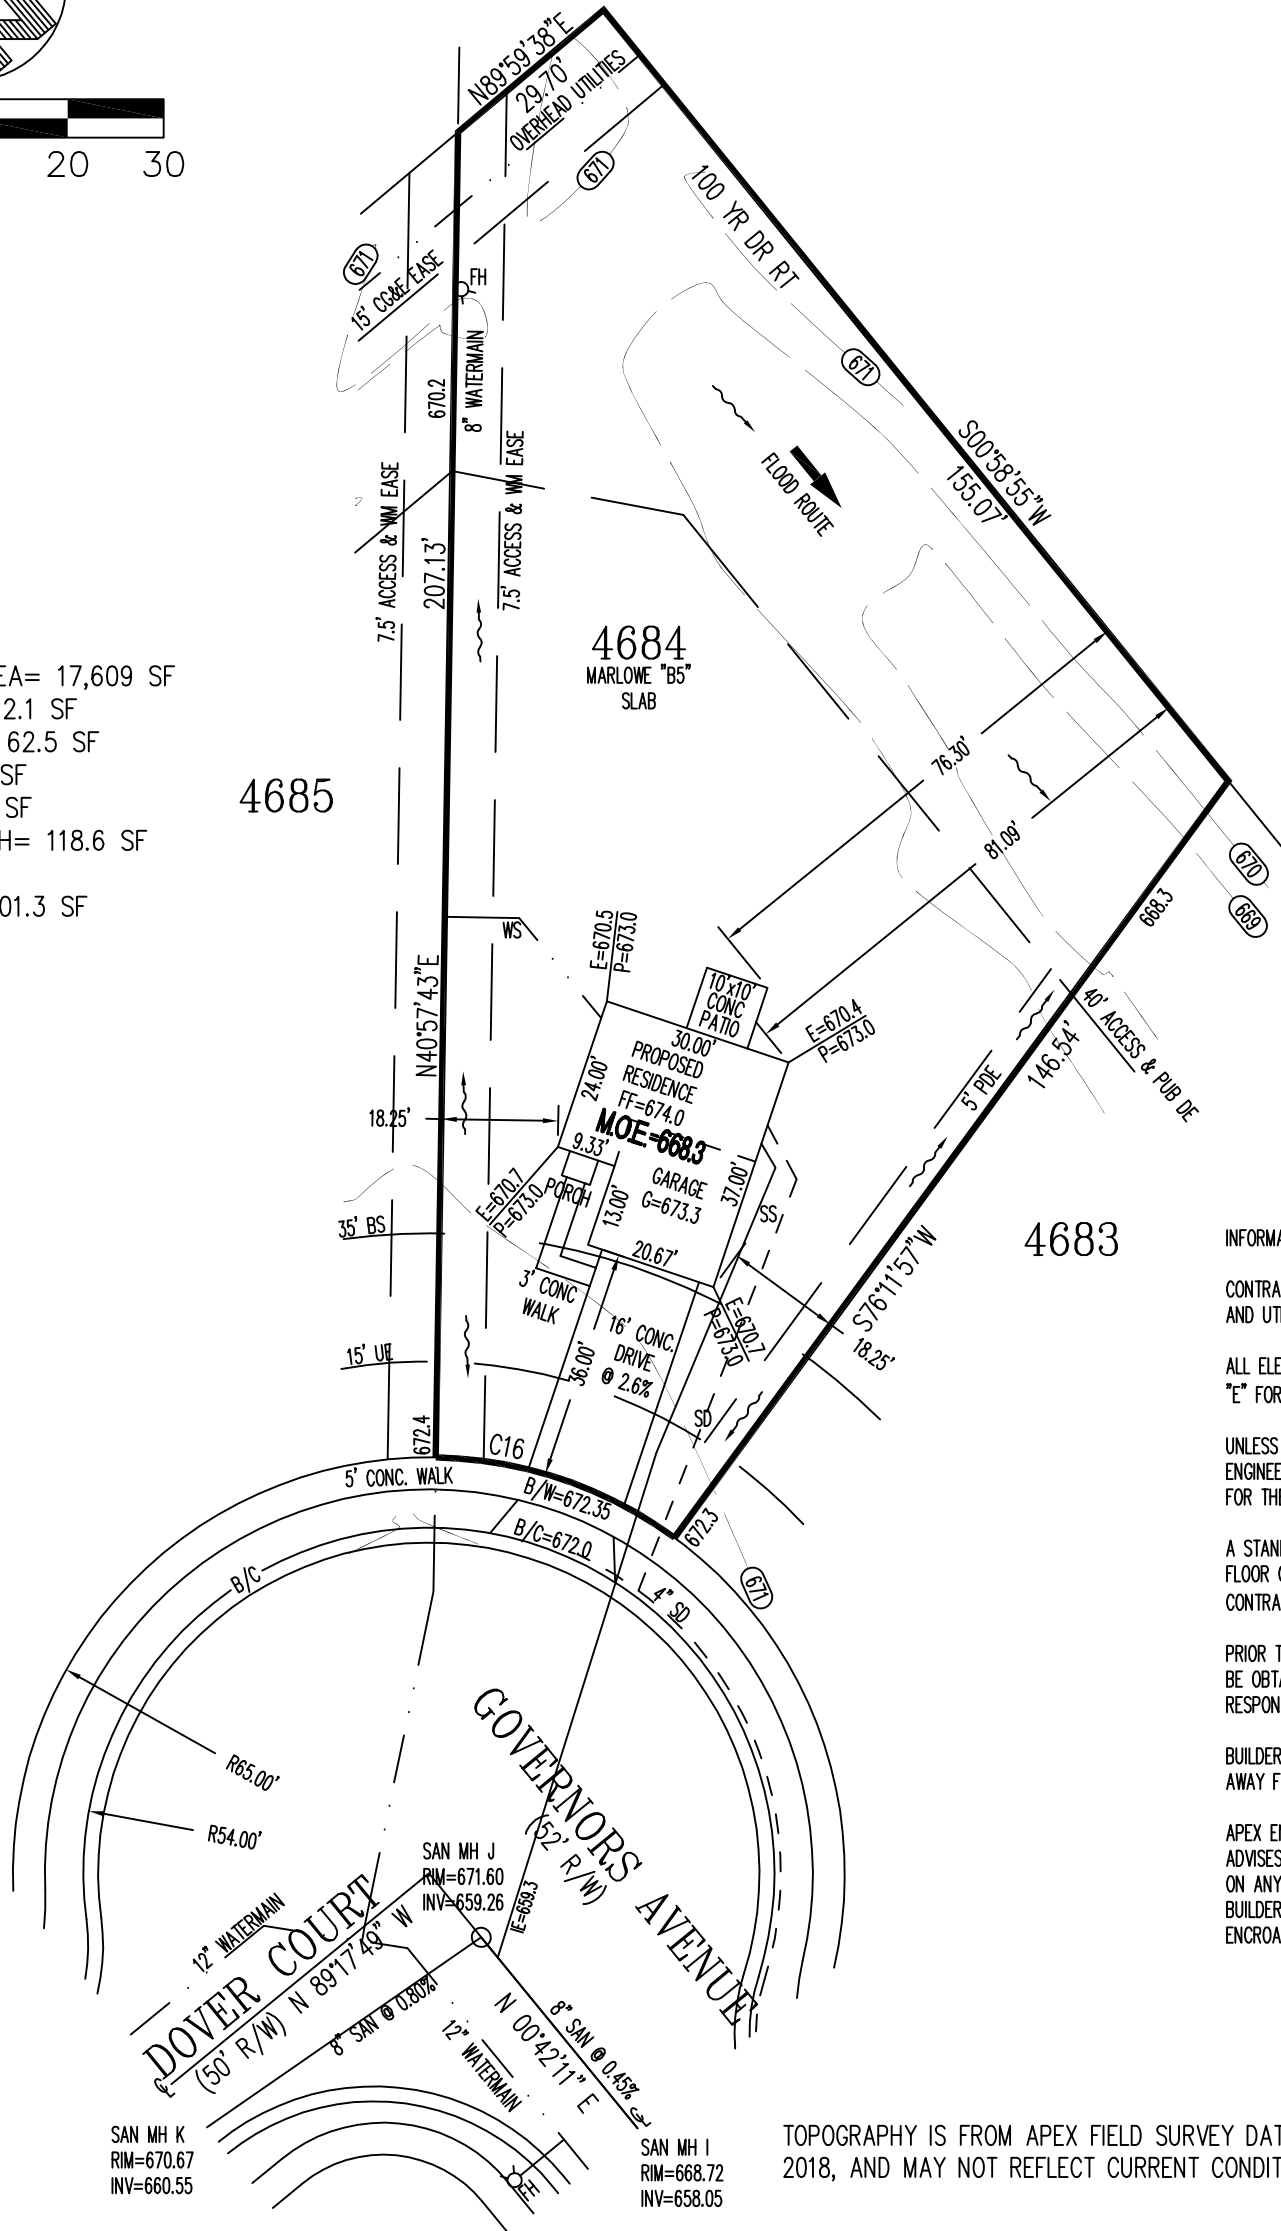 20 30
N89°59'38"E
29.70'
OVERHEAD UTILITIES
671
671
15' CG&E EASE
FH
100 YR DR RT
671
670.2
8" WATERMAIN
7.5' ACCESS & WM EASE
7.5' ACCESS & WM EASE
207.13'
FLOOD ROUTE
S00°58'55"W
155.07'
4684
MARLOWE "B5"
SLAB
EA= 17,609 SF
2.1 SF
62.5 SF
SF
SF
H= 118.6 SF
01.3 SF
4685
76.30'
81.09'
670
669
668.3
WS
E=670.5
P=673.0
N40°57'43"E
10'x10'
CONC
PATIO
30.00'
PROPOSED
RESIDENCE
FF=674.0
M.O.E.=668.3
24.00'
E=670.4
P=673.0
40' ACCESS & PUB DE
146.54'
5' PDE
18.25'
9.33'
E=670.7
P=673.0
PORCH
13.00'
GARAGE
G=673.3
37.00'
SS
20.67'
35' BS
3' CONC
WALK
4683
S76°11'57"W
16' CONC.
DRIVE
@ 2.6%
36.00'
E=670.7
P=673.0
18.25'
15' UE
SD
672.4
C16
5' CONC. WALK
B/W=672.35
B/C=672.0
672.3
B/C
4" SD
671
R65.00'
R54.00'
GOVERNORS AVENUE
(52' R/W)
SAN MH J
RIM=671.60
INV=659.26
IE=659.3
12" WATERMAIN
DOVER COURT
(50' R/W) N 89°17'49" W
8" SAN @ 0.80%
12" WATERMAIN
N 00°42'11" E
8" SAN @ 0.45%
FH
SAN MH K
RIM=670.67
INV=660.55
SAN MH I
RIM=668.72
INV=658.05
INFORMA
CONTRA
AND UT
ALL ELE
"E" FOR
UNLESS
ENGINEE
FOR THE
A STAN
FLOOR
CONTRA
PRIOR T
BE OBTA
RESPON
BUILDER
AWAY F
APEX EN
ADVISES
ON ANY
BUILDER
ENCROA
TOPOGRAPHY IS FROM APEX FIELD SURVEY DAT
2018, AND MAY NOT REFLECT CURRENT CONDIT